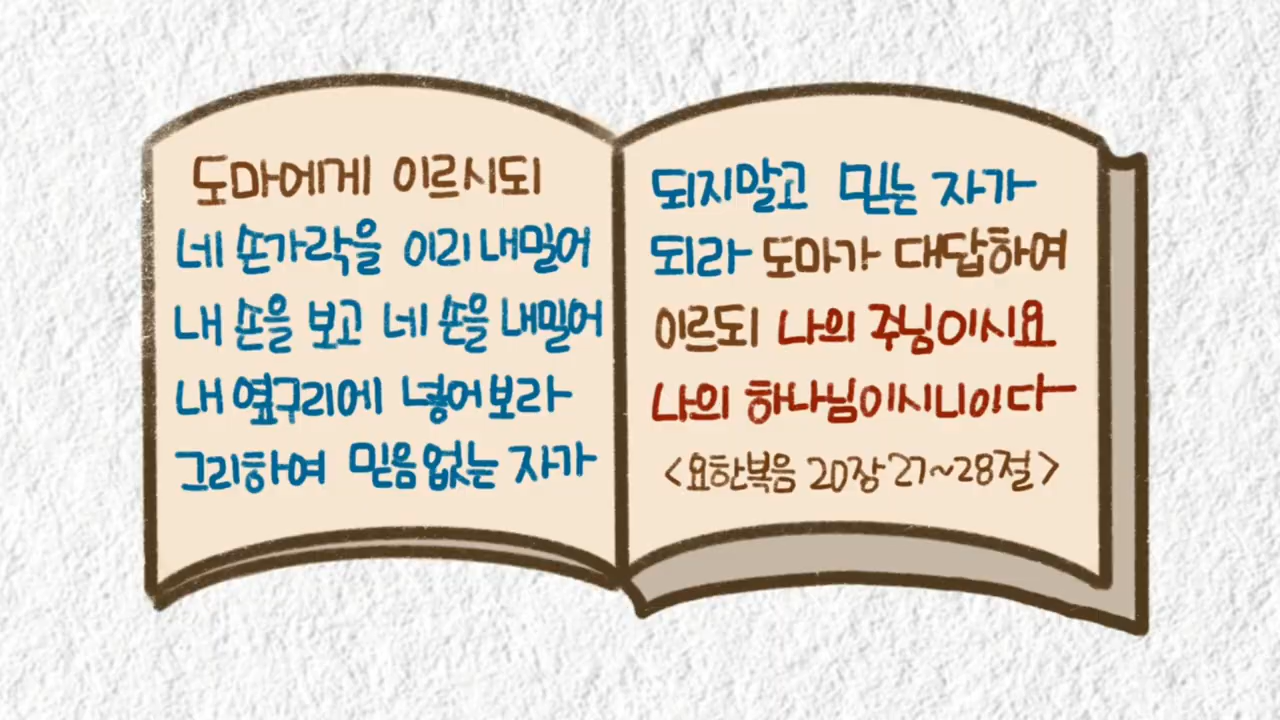 도마에게 이르시되
네 손가락을 이리 내밀어
내 손을 보고 네 손을 내밀어
내 옆구리에 넣어보라
그리하여 믿음없는 자가
되지말고 믿는 자가
되라 도마가 대답하여
이르되 나의 주님이시요
나의 하나님이시니이다
<요한복음 20장 27~28절>